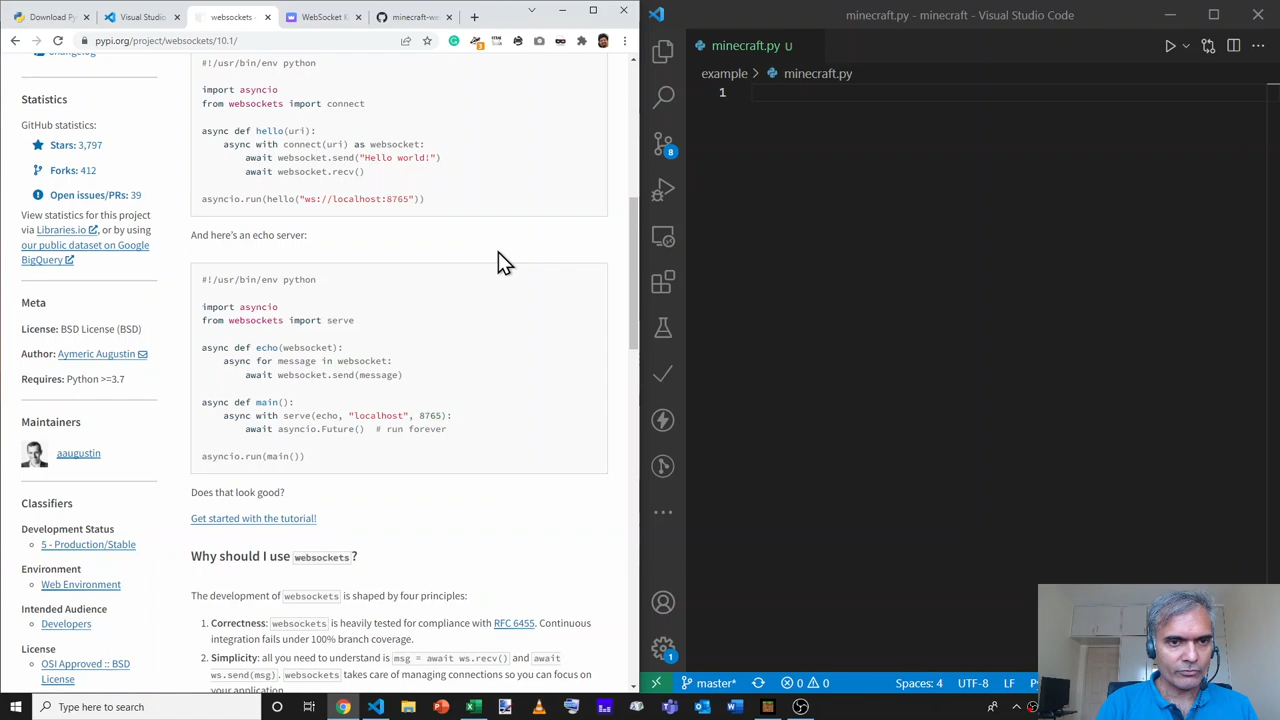 Download Py
Visual Studio
websockets
WebSocket K
minecraft-we
pypi.org/project/websockets/10.1/
Changelog
Statistics
GitHub statistics:
Stars: 3,797
Forks: 412
Open issues/PRs: 39
View statistics for this project
via Libraries.io, or by using
our public dataset on Google
BigQuery
Meta
License: BSD License (BSD)
Author: Aymeric Augustin
Requires: Python >=3.7
Maintainers
aaugustin
Classifiers
Development Status
5 - Production/Stable
Environment
Web Environment
Intended Audience
Developers
License
OSI Approved :: BSD
License
#!/usr/bin/env python
import asyncio
from websockets import connect
async def hello(uri):
async with connect(uri) as websocket:
await websocket.send("Hello world!")
await websocket.recv()
asyncio.run(hello("ws://localhost:8765"))
And here's an echo server:
#!/usr/bin/env python
import asyncio
from websockets import serve
async def echo(websocket):
async for message in websocket:
await websocket.send(message)
async def main():
async with serve(echo, "localhost", 8765):
await asyncio.Future()  # run forever
asyncio.run(main())
Does that look good?
Get started with the tutorial!
Why should I use websockets?
The development of websockets is shaped by four principles:
1. Correctness: websockets is heavily tested for compliance with RFC 6455. Continuous
integration fails under 100% branch coverage.
2. Simplicity: all you need to understand is msg = await ws.recv() and await
ws.send(msg). websockets takes care of managing connections so you can focus on
your application.
minecraft.py - minecraft - Visual Studio Code
minecraft.py U
example > minecraft.py
1
8
1
master*
0 0
Spaces: 4
UTF-8
LF
Type here to search